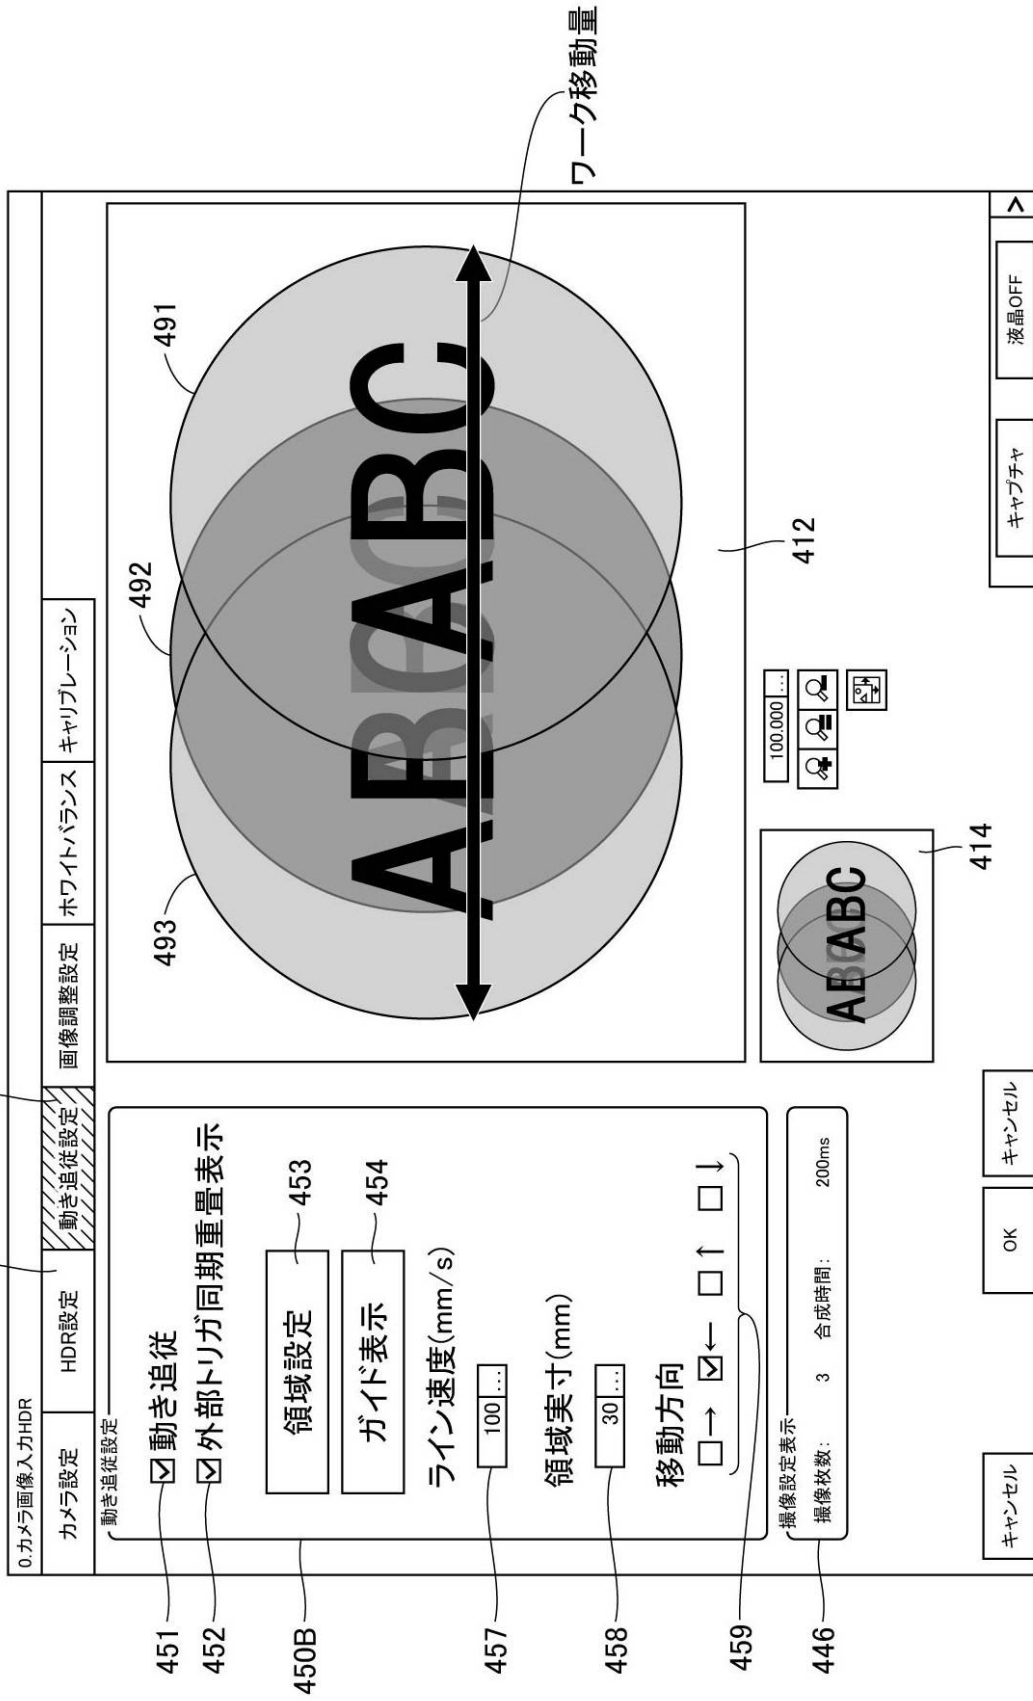 0.カメラ画像入力HDR
カメラ設定
HDR設定
動き追従設定
画像調整設定
ホワイトバランス
キャリブレーション
動き追従設定
451
動き追従
452
外部トリガ同期重畳表示
領域設定
453
ガイド表示
454
450B
ライン速度(mm/s)
457
100 ...
領域実寸(mm)
458
30 ...
移動方向
→ ← ↑ ↓
459
撮像設定表示
446
撮像枚数: 3 合成時間: 200ms
493
492
491
ABC
ABC
ABC
ワーク移動量
412
ABC
ABC
ABC
414
100.000 ...
キャンセル
OK
キャンセル
キャプチャ
液晶OFF
>